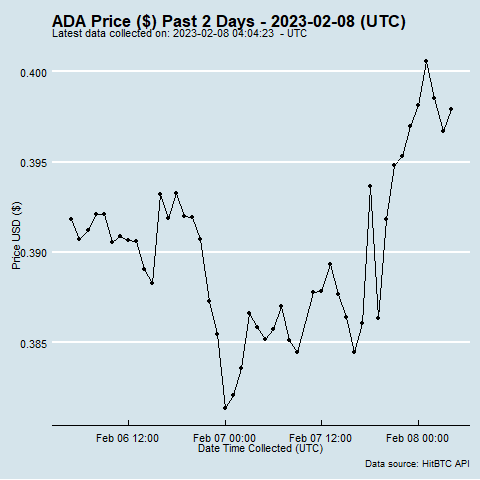 ADA Price ($) Past 2 Days - 2023-02-08 (UTC)
Latest data collected on: 2023-02-08 04:04:23 - UTC
0.400
0.395
0.390
0.385
Price USD ($)
Feb 06 12:00
Feb 07 00:00
Feb 07 12:00
Feb 08 00:00
Date Time Collected (UTC)
Data source: HitBTC API